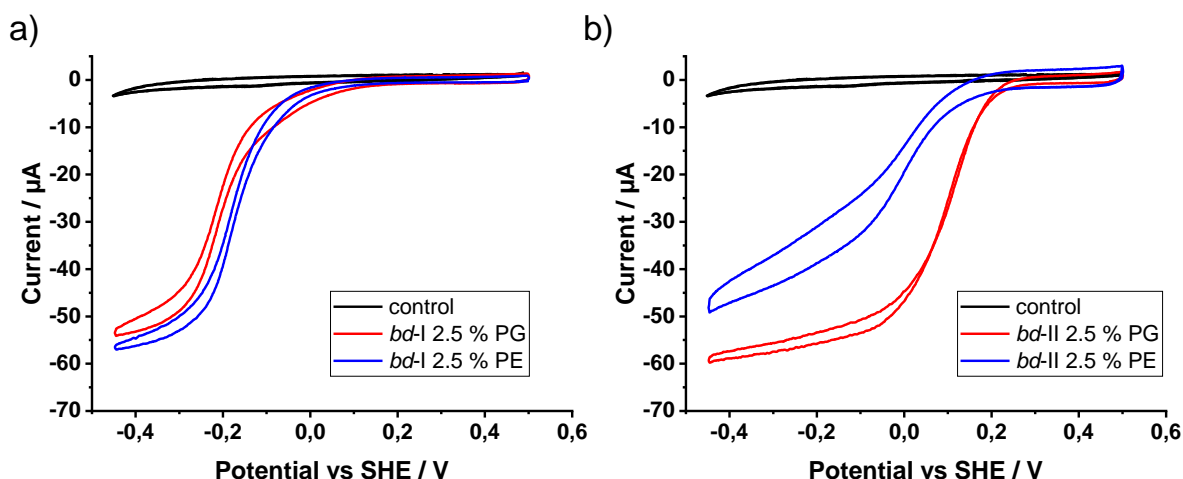 a)
Current / µA
0
-10
-20
-30
-40
-50
-60
-70
-0,4 -0,2 0,0 0,2 0,4 0,6
Potential vs SHE / V
control
bd-I 2.5 % PG
bd-I 2.5 % PE
b)
Current / µA
0
-10
-20
-30
-40
-50
-60
-70
-0,4 -0,2 0,0 0,2 0,4 0,6
Potential vs SHE / V
control
bd-II 2.5 % PG
bd-II 2.5 % PE